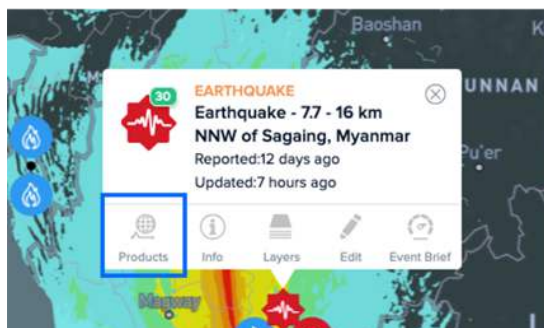 Baoshan
K
30
EARTHQUAKE
Earthquake - 7.7 - 16 km
NNW of Sagaing, Myanmar
Reported:12 days ago
Updated:7 hours ago
UNNAN
Pu'er
Products
Info
Layers
Edit
Event Brief
Magway